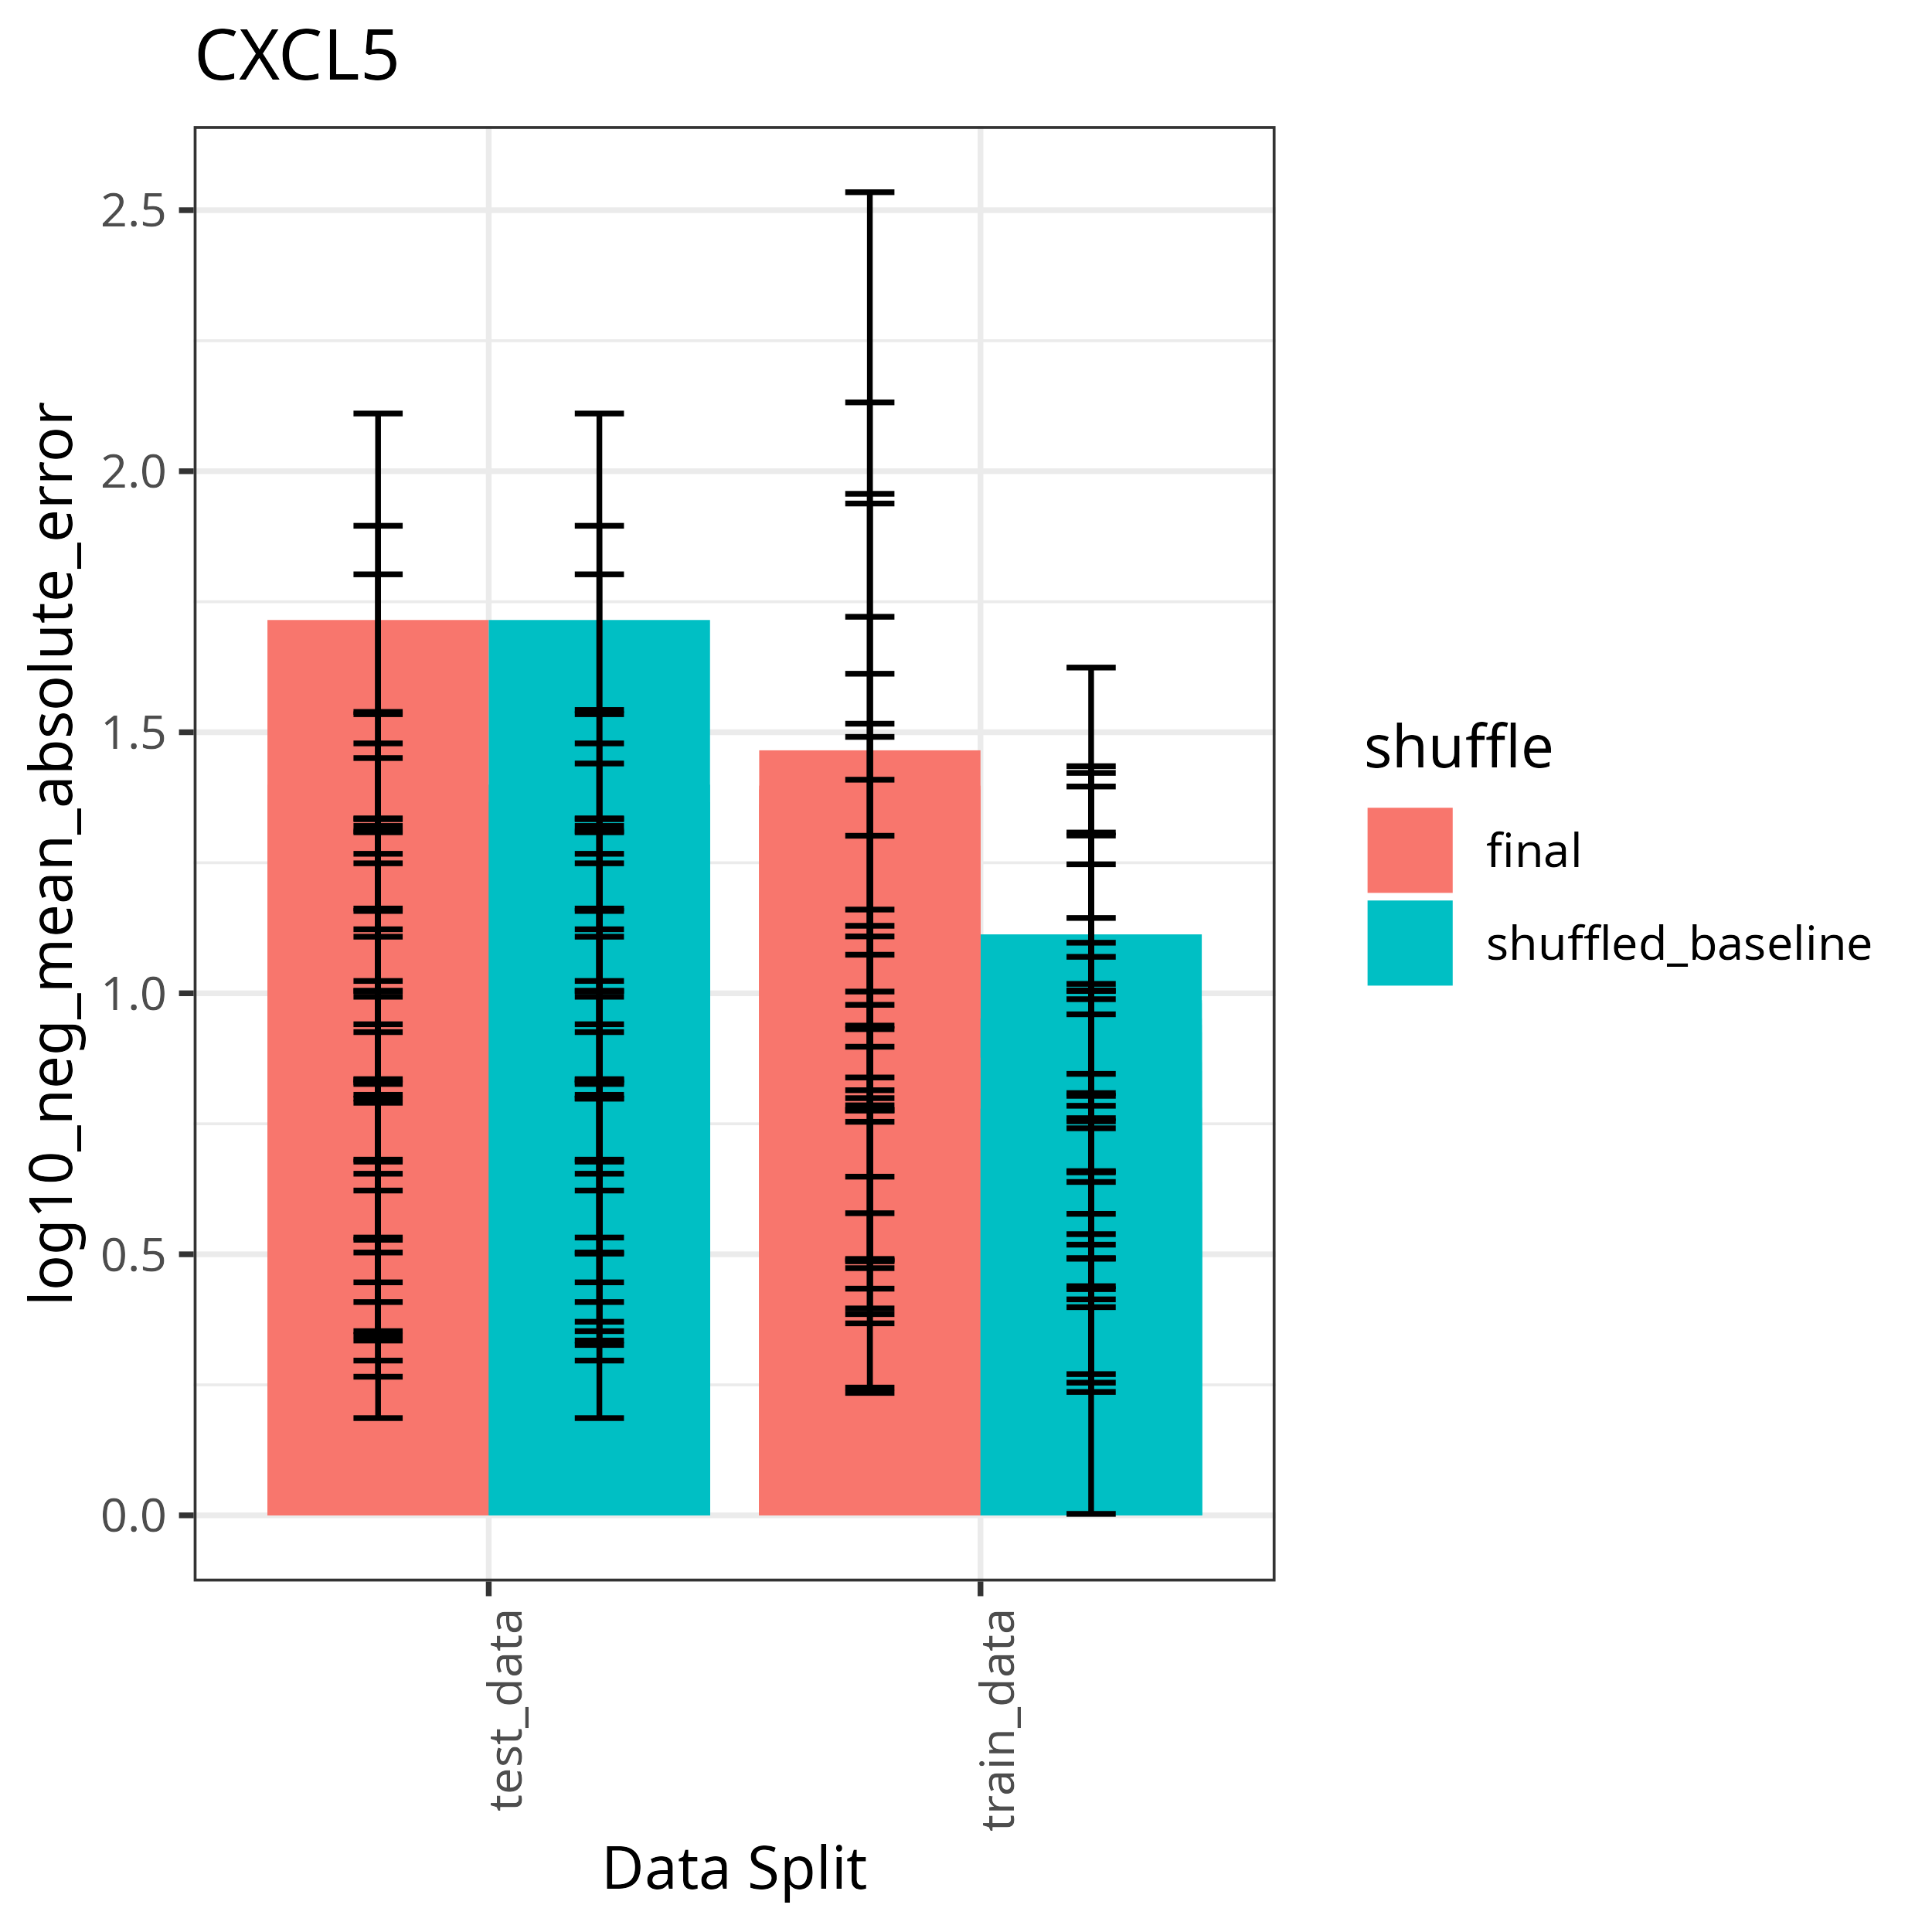 CXCL5
log10_neg_mean_absolute_error
2.5
2.0
1.5
1.0
0.5
0.0
test_data
train_data
Data Split
shuffle
final
shuffled_baseline